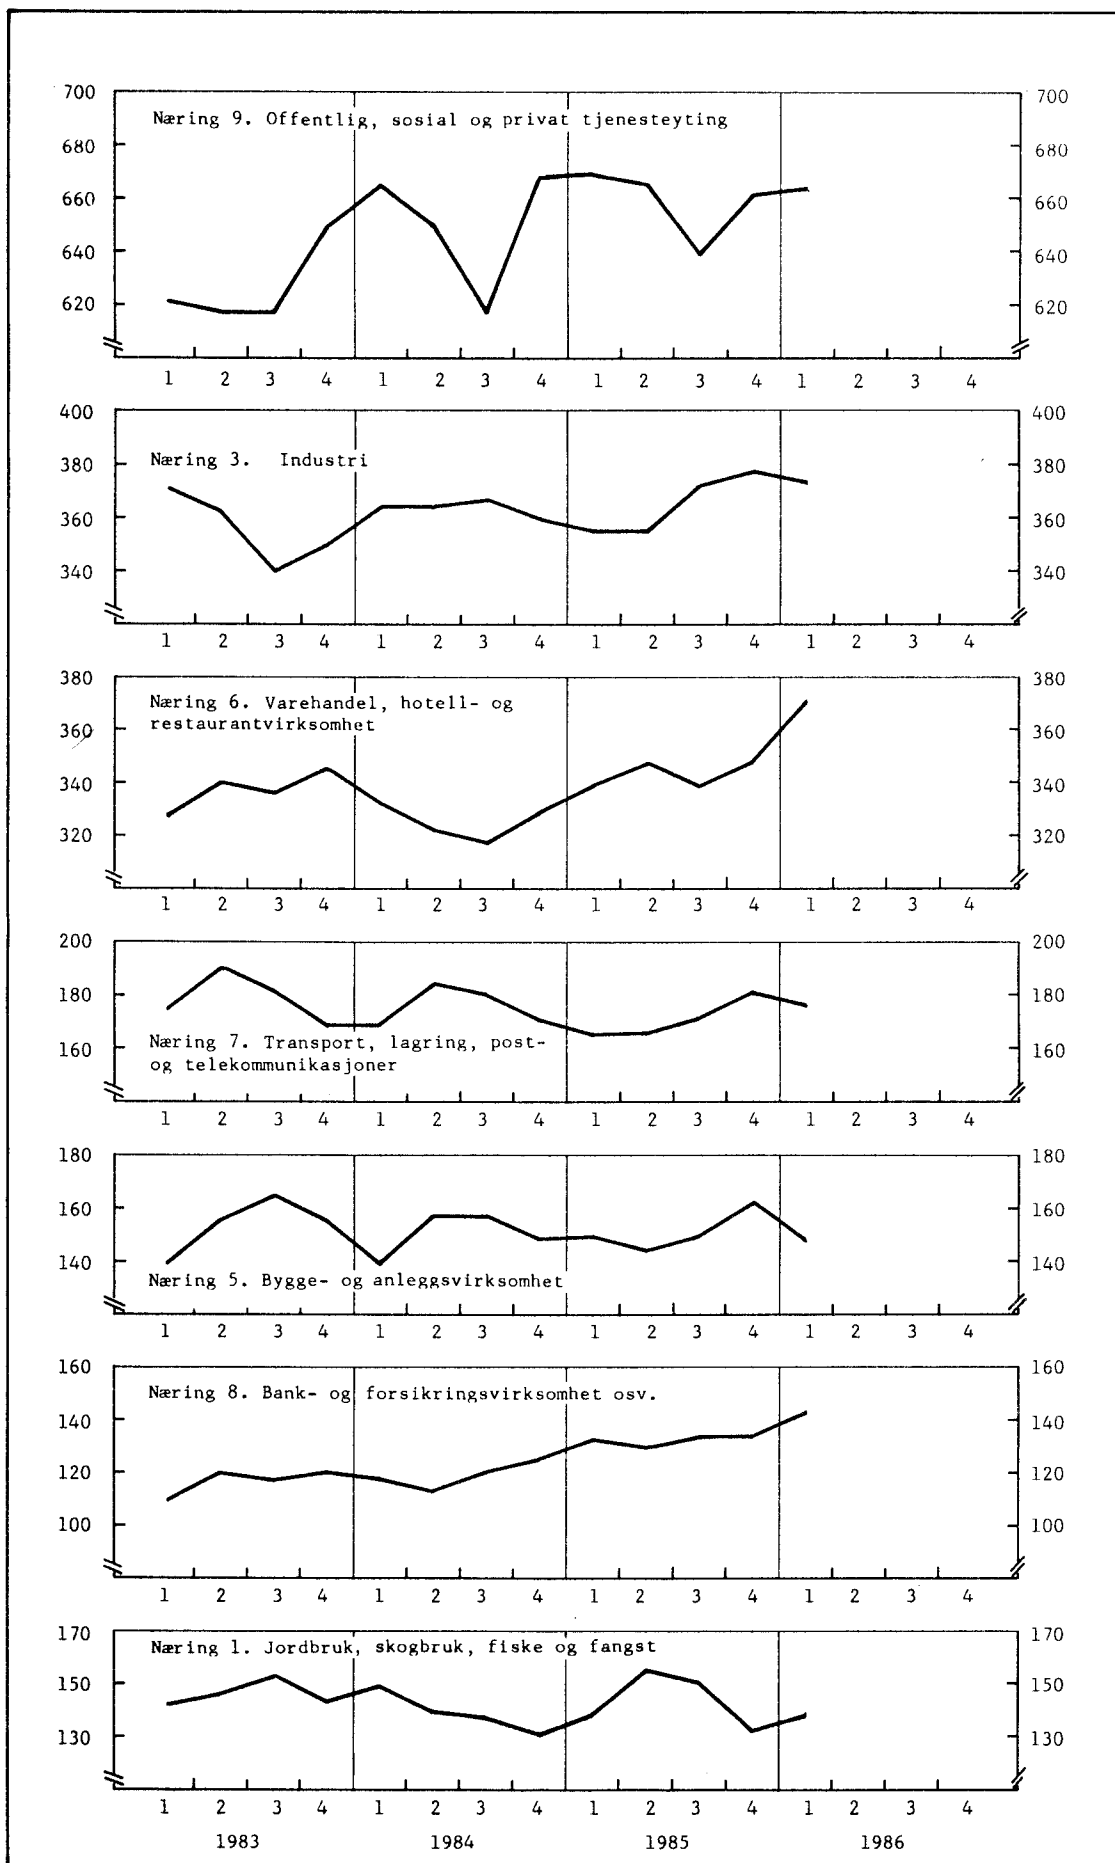 700 700
Næring 9. Offentlig, sosial og privat tjenesteyting
680 680
660 660
640 640
620 620
1 2 3 4 1 2 3 4 1 2 3 4 1 2 3 4
400 400
Næring 3. Industri
380 380
360 360
340 340
1 2 3 4 1 2 3 4 1 2 3 4 1 2 3 4
380 380
Næring 6. Varehandel, hotell- og
restaurantvirksomhet
360 360
340 340
320 320
1 2 3 4 1 2 3 4 1 2 3 4 1 2 3 4
200 200
180 180
160 160
Næring 7. Transport, lagring, post-
og telekommunikasjoner
1 2 3 4 1 2 3 4 1 2 3 4 1 2 3 4
180 180
160 160
140 140
Næring 5. Bygge- og anleggsvirksomhet
1 2 3 4 1 2 3 4 1 2 3 4 1 2 3 4
160 160
Næring 8. Bank- og forsikringsvirksomhet osv.
140 140
120 120
100 100
1 2 3 4 1 2 3 4 1 2 3 4 1 2 3 4
170 170
Næring 1. Jordbruk, skogbruk, fiske og fangst
150 150
130 130
1 2 3 4 1 2 3 4 1 2 3 4 1 2 3 4
1983 1984 1985 1986